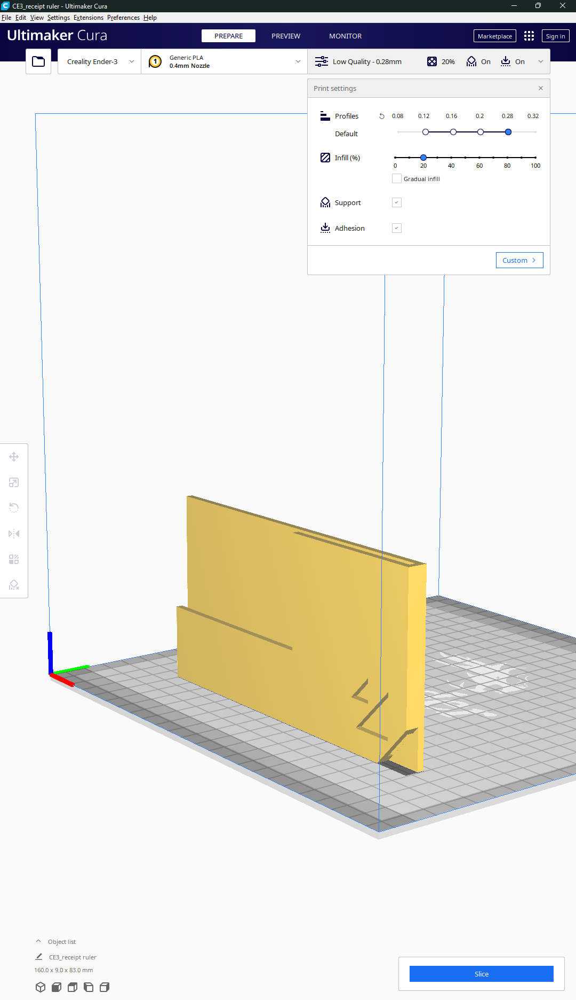 CE3_receipt ruler - Ultimaker Cura
File Edit View Settings Extensions Preferences Help
Ultimaker Cura
PREPARE
PREVIEW
MONITOR
Marketplace
Sign in
Creality Ender-3
1
Generic PLA
0.4mm Nozzle
Low Quality - 0.28mm
20%
On
On
Print settings
Profiles
0.08 0.12 0.16 0.2 0.28 0.32
Default
Infill (%)
0 20 40 60 80 100
Gradual infill
Support
Adhesion
Custom
Object list
CE3_receipt ruler
160.0 x 9.0 x 83.0 mm
Slice